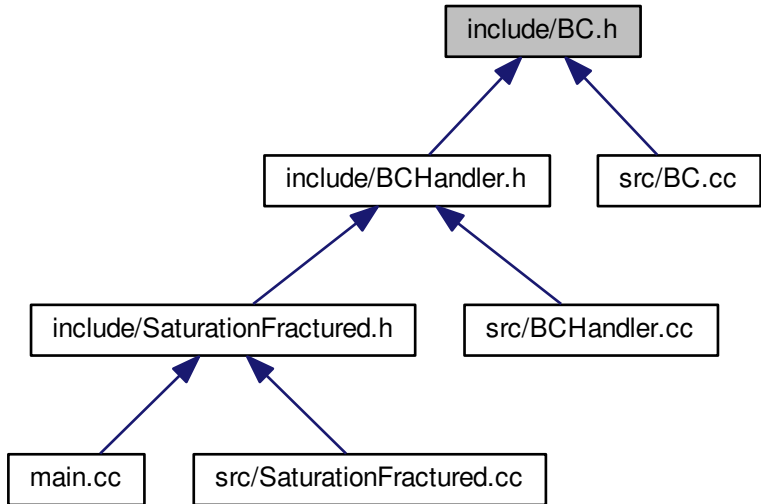 include/BC.h
include/BCHandler.h
src/BC.cc
include/SaturationFractured.h
src/BCHandler.cc
main.cc
src/SaturationFractured.cc